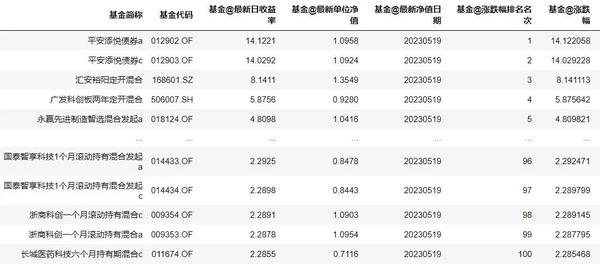 基金简称 基金代码 基金@最新日收益率 基金@最新单位净值 基金@最新净值日期 基金@涨跌幅排名名次 基金@涨跌幅
平安添悦债券a 012902.OF 14.1221 1.0958 20230519 1 14.122058
平安添悦债券c 012903.OF 14.0292 1.0924 20230519 2 14.029228
汇安裕阳定开混合 168601.SZ 8.1411 1.3549 20230519 3 8.141113
广发科创板两年定开混合 506007.SH 5.8756 0.9280 20230519 4 5.875642
永赢先进制造智选混合发起a 018124.OF 4.8098 1.0416 20230519 5 4.809821
... ... ... ... ... ... ...
国泰智享科技1个月滚动持有混合发起a 014433.OF 2.2925 0.8478 20230519 96 2.292471
国泰智享科技1个月滚动持有混合发起c 014434.OF 2.2898 0.8443 20230519 97 2.289799
浙商科创一个月滚动持有混合c 009354.OF 2.2891 1.0903 20230519 98 2.289145
浙商科创一个月滚动持有混合a 009353.OF 2.2878 1.0954 20230519 99 2.287795
长城医药科技六个月持有期混合c 011674.OF 2.2855 0.7116 20230519 100 2.285468